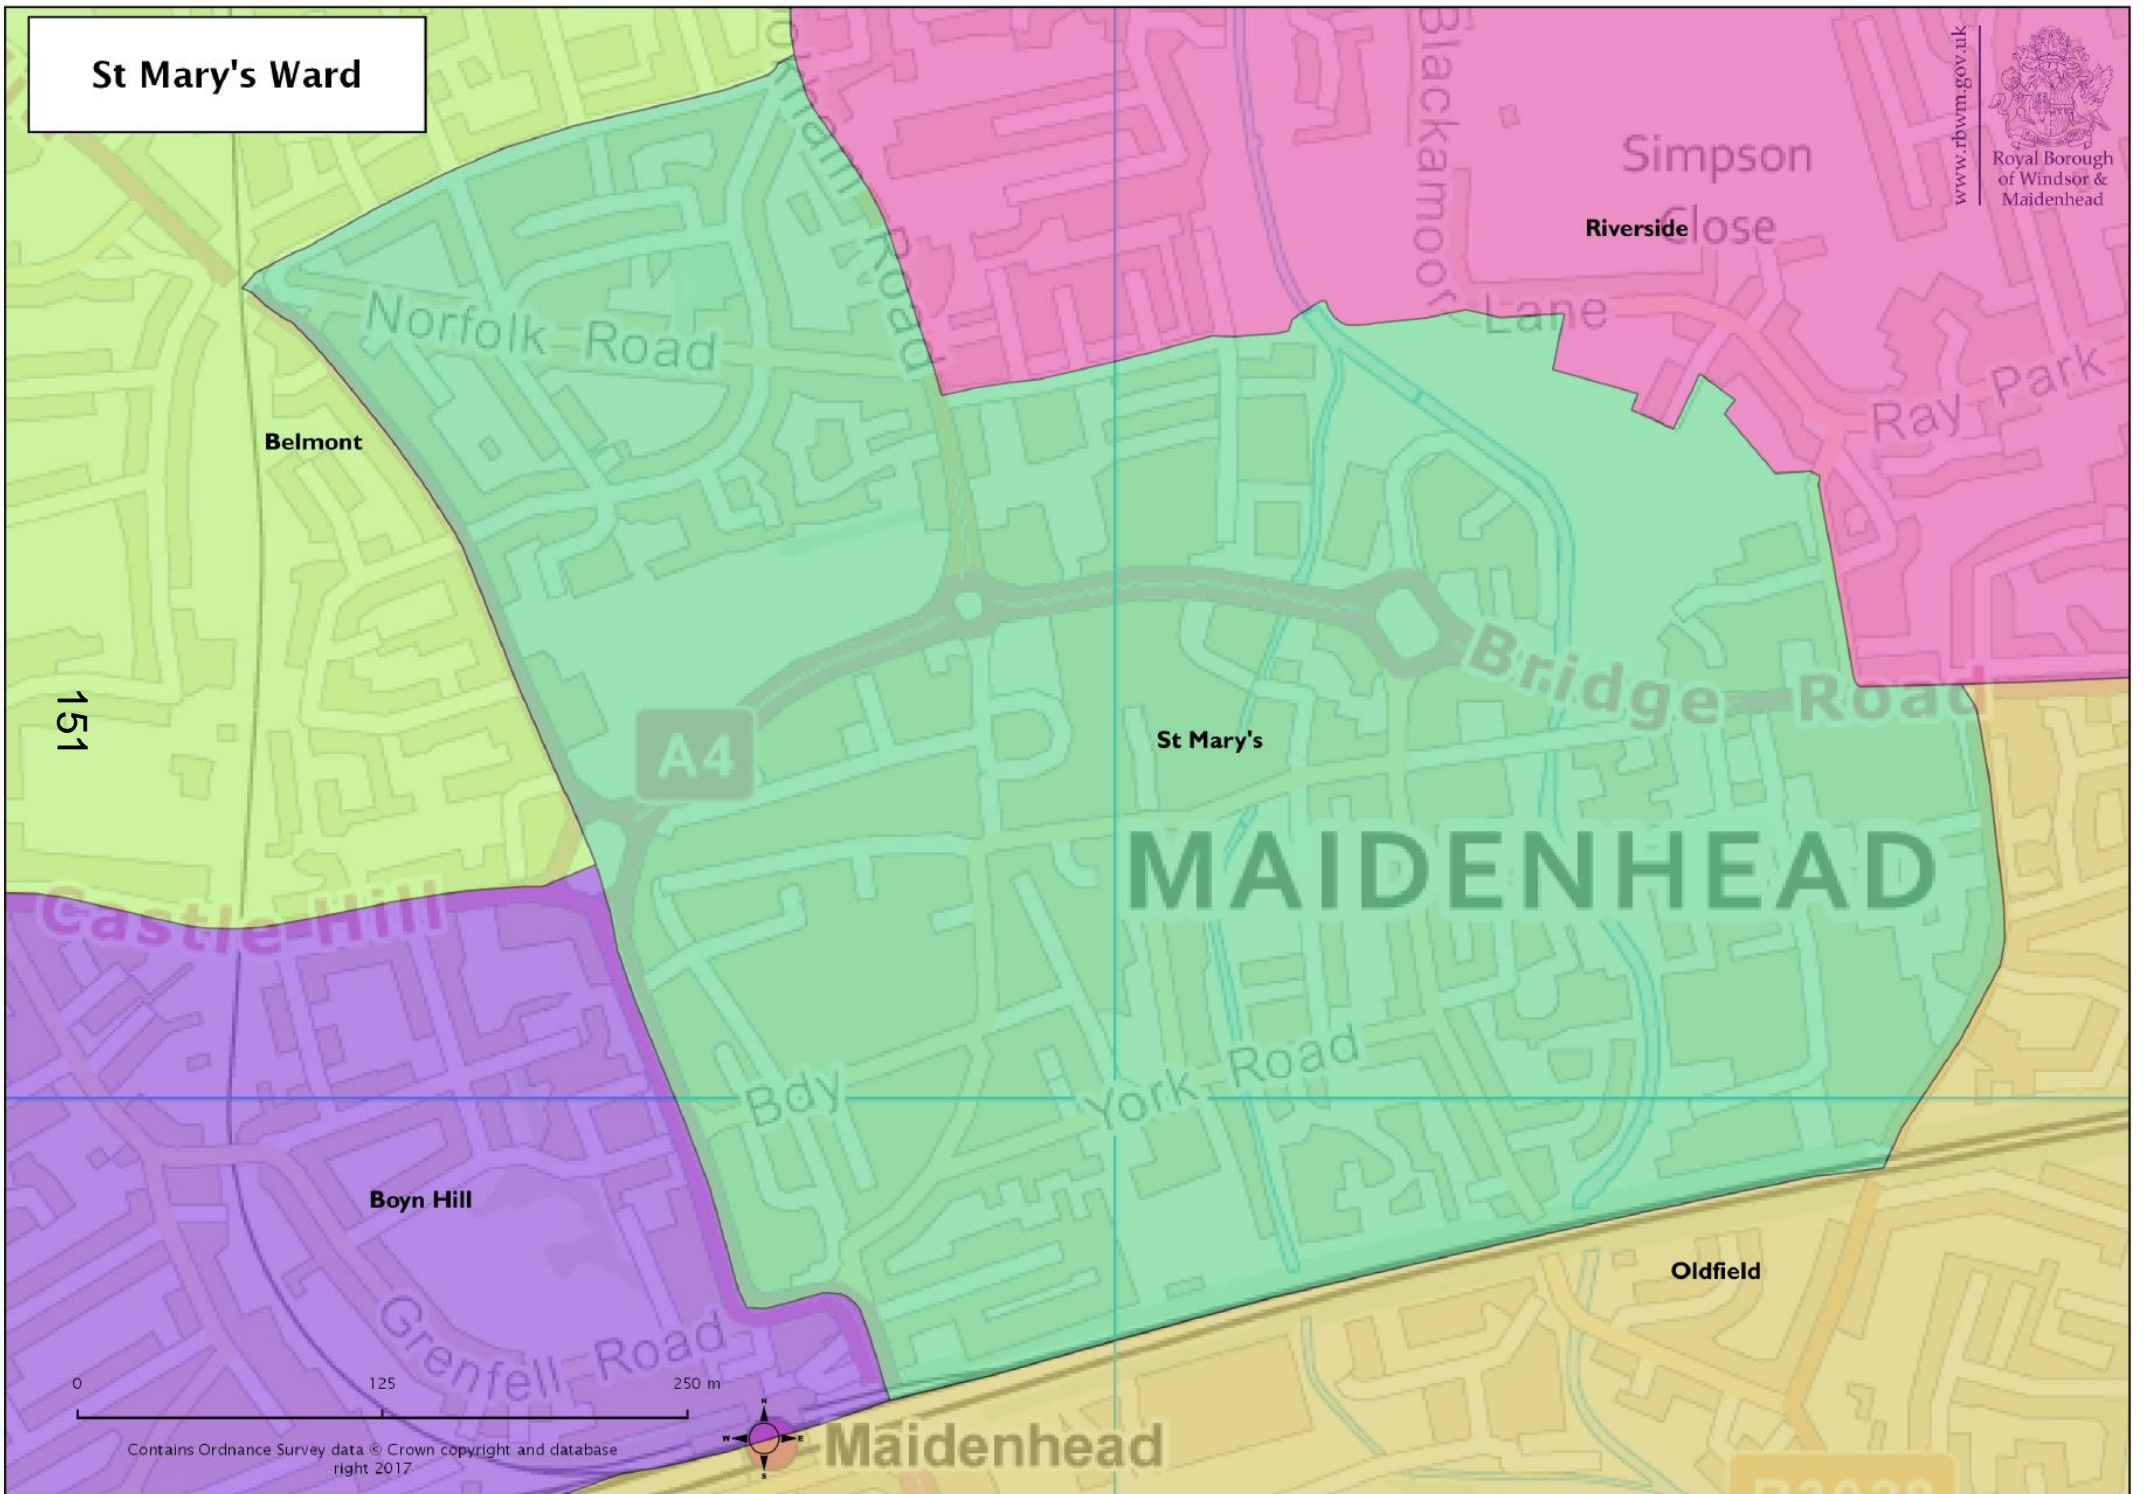 St Mary's Ward
www.rbwm.gov.uk
Royal Borough
of Windsor &
Maidenhead
Simpson
Close
Riverside
Blackamoor
Lane
Road
Norfolk Road
Ray Park
Belmont
Bridge Road
151
A4
St Mary's
MAIDENHEAD
Castle Hill
York Road
Bdy
Boyn Hill
Oldfield
Grenfell Road
0 125 250 m
N
W E
S
Maidenhead
Contains Ordnance Survey data © Crown copyright and database
right 2017